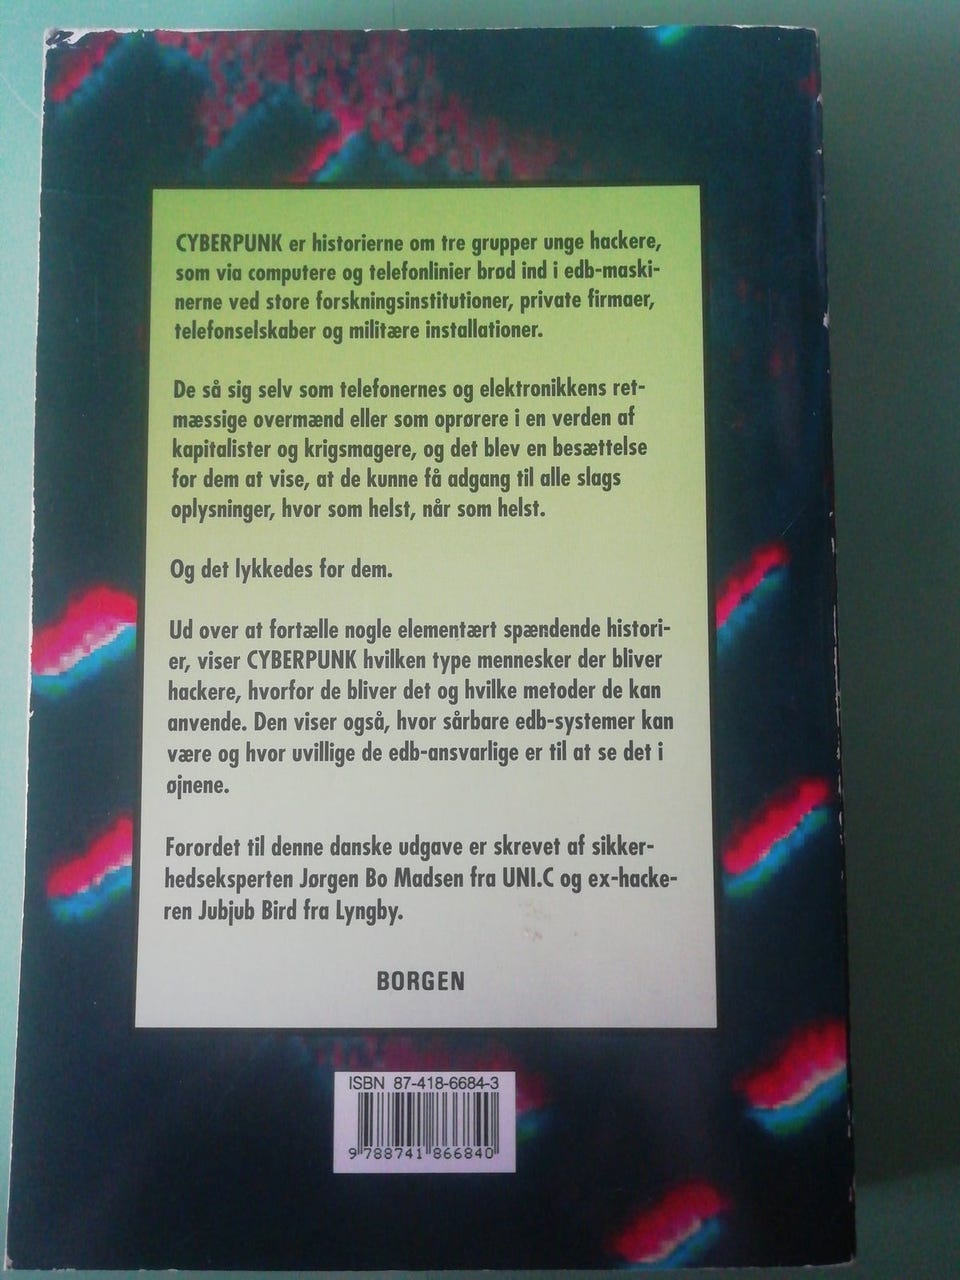 CYBERPUNK er historierne om tre grupper unge hackere,
som via computere og telefonlinier brød ind i edb-maski-
nerne ved store forskningsinstitutioner, private firmaer,
telefonselskaber og militære installationer.
De så sig selv som telefonernes og elektronikkens ret-
mæssige overmænd eller som oprørere i en verden af
kapitalister og krigsmagere, og det blev en besættelse
for dem at vise, at de kunne få adgang til alle slags
oplysninger, hvor som helst, når som helst.
Og det lykkedes for dem.
Ud over at fortælle nogle elementært spændende histori-
er, viser CYBERPUNK hvilken type mennesker der bliver
hackere, hvorfor de bliver det og hvilke metoder de kan
anvende. Den viser også, hvor sårbare edb-systemer kan
være og hvor uvillige de edb-ansvarlige er til at se det i
øjnene.
Forordet til denne danske udgave er skrevet af sikker-
hedseksperten Jørgen Bo Madsen fra UNI.C og ex-hacke-
ren Jubjub Bird fra Lyngby.
BORGEN
ISBN 87-418-6684-3
9 788741 866840